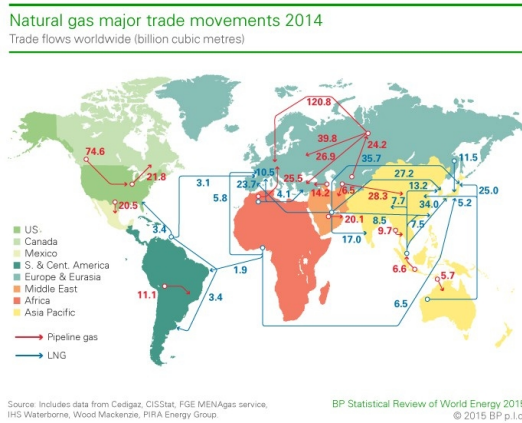 Natural gas major trade movements 2014
Trade flows worldwide (billion cubic metres)
120.8
39.8
24.2
74.6
26.9
35.7
11.5
10.5
27.2
21.8
3.1
23.7
25.5
13.2
25.0
4.1
14.2
6.5
28.3
7.7
34.0
5.2
20.5
5.8
20.1
8.5
7.5
3.4
17.0
9.7
1.9
6.6
5.7
11.1
3.4
6.5
US
Canada
Mexico
S. & Cent. America
Europe & Eurasia
Middle East
Africa
Asia Pacific
Pipeline gas
LNG
Source: Includes data from Cedigaz, CISStat, FGE MENAgas service,
IHS Waterborne, Wood Mackenzie, PIRA Energy Group.
BP Statistical Review of World Energy 2015
© 2015 BP p.l.c